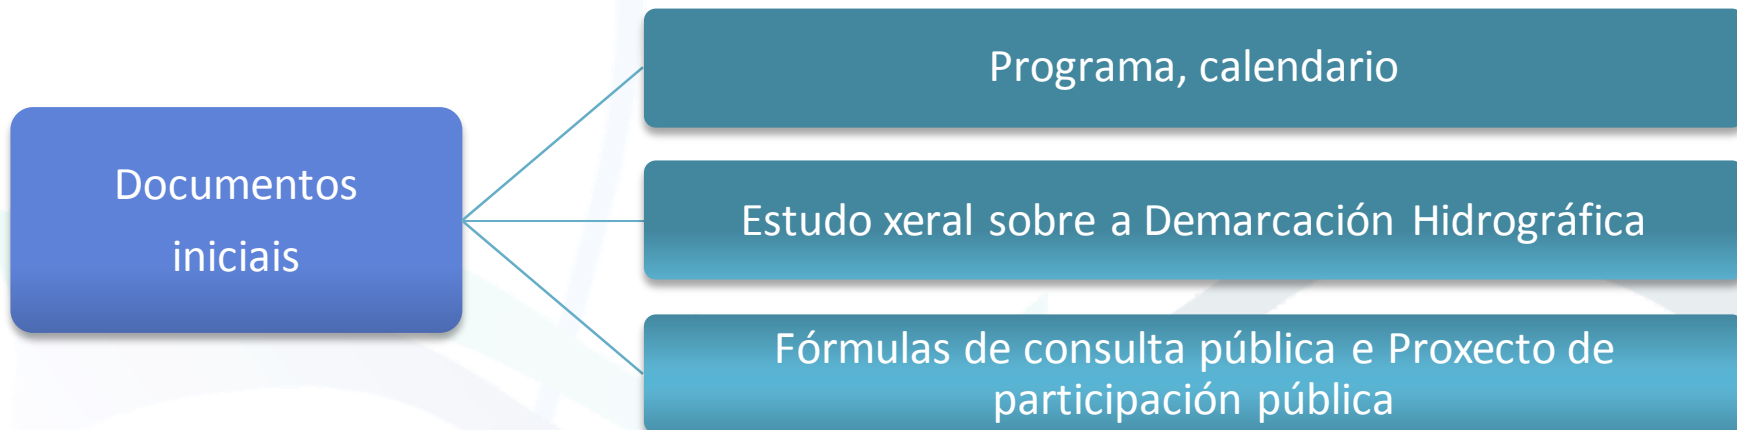 Documentos
iniciais
Programa, calendario
Estudo xeral sobre a Demarcación Hidrográfica
Fórmulas de consulta pública e Proxecto de
participación pública